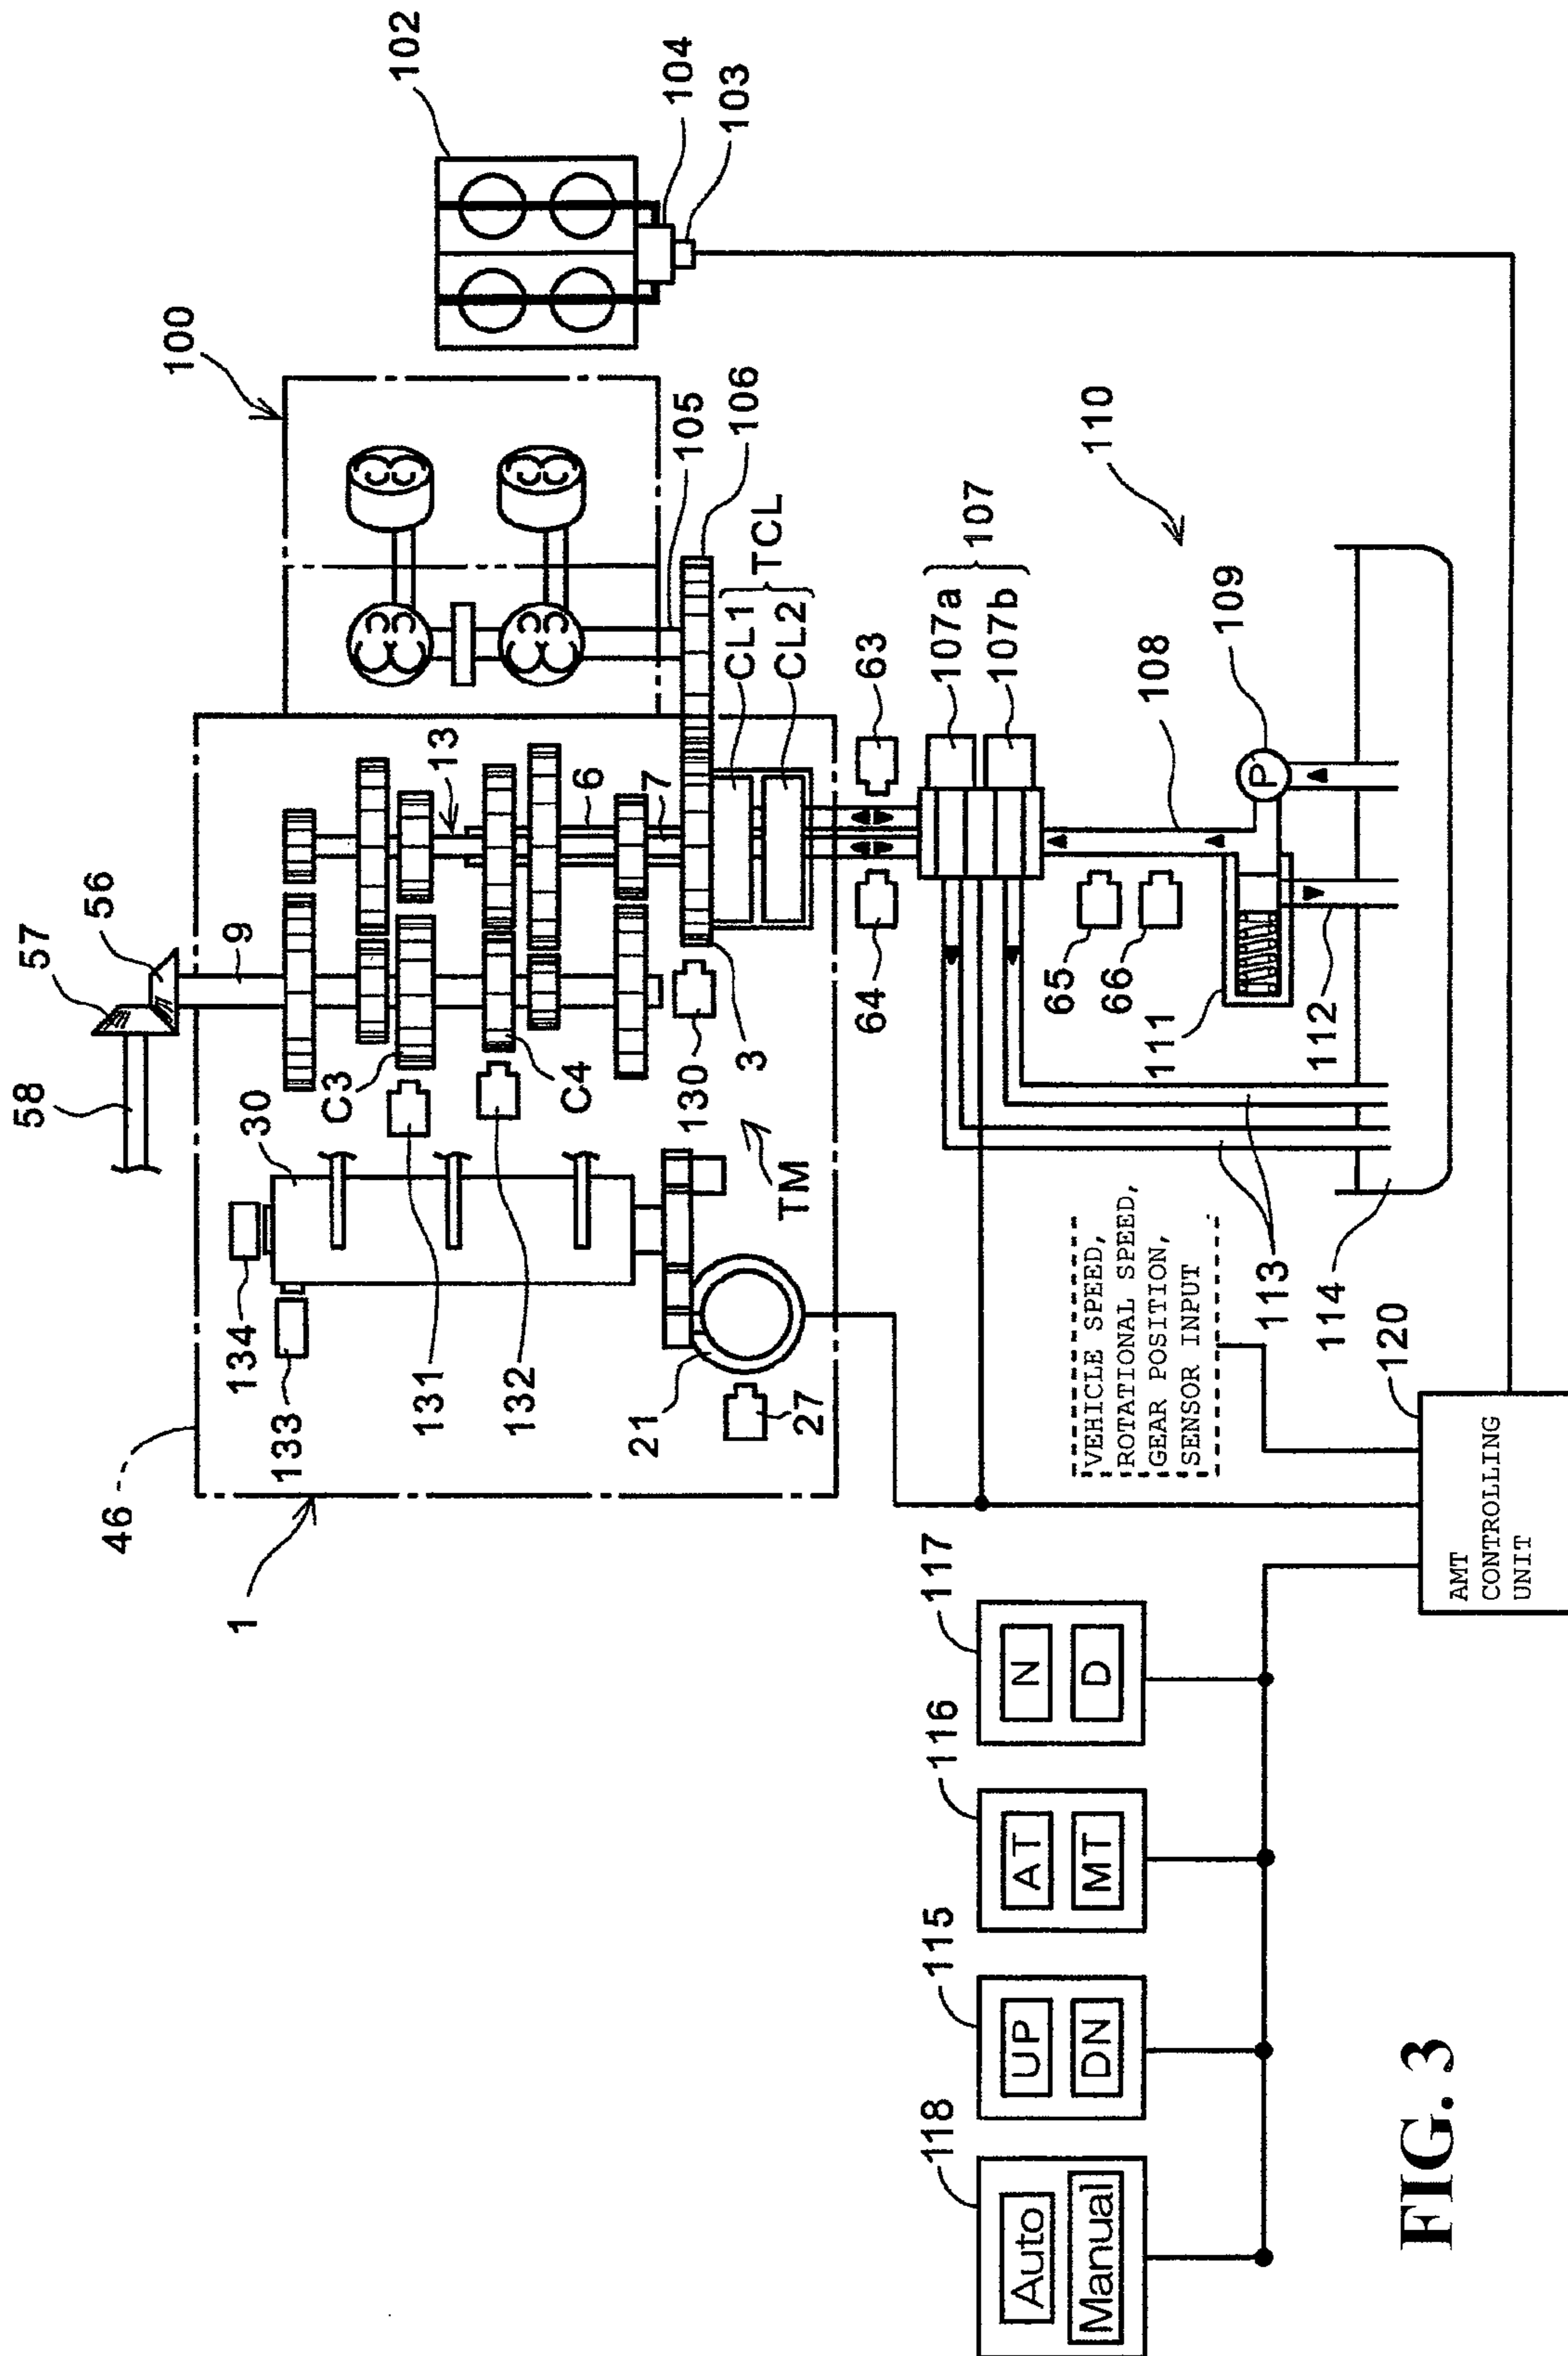 102
104
103
100
106
105
TCL
CL1
CL2
57
56
9
13
6
7
58
C3
C4
30
130
3
134
133
131
132
TM
21
27
46
1
63
64
107a
107b
107
110
108
109
65
66
111
112
113
114
120
VEHICLE SPEED,
ROTATIONAL SPEED,
GEAR POSITION,
SENSOR INPUT
P
AMT
CONTROLLING
UNIT
117
N
D
116
AT
MT
115
UP
DN
118
Auto
Manual
FIG. 3